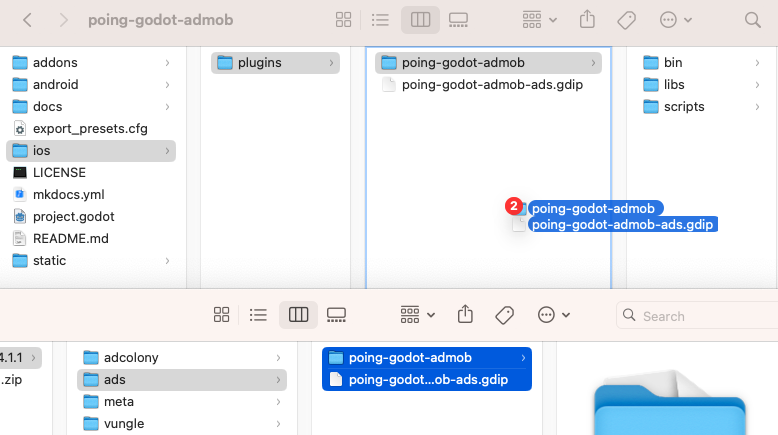 poing-godot-admob
addons
android
docs
export_presets.cfg
ios
LICENSE
mkdocs.yml
project.godot
README.md
static
plugins
poing-godot-admob
poing-godot-admob-ads.gdip
2
poing-godot-admob
poing-godot-admob-ads.gdip
bin
libs
scripts
Search
4.1.1
.zip
adcolony
ads
meta
vungle
poing-godot-admob
poing-godot...ob-ads.gdip